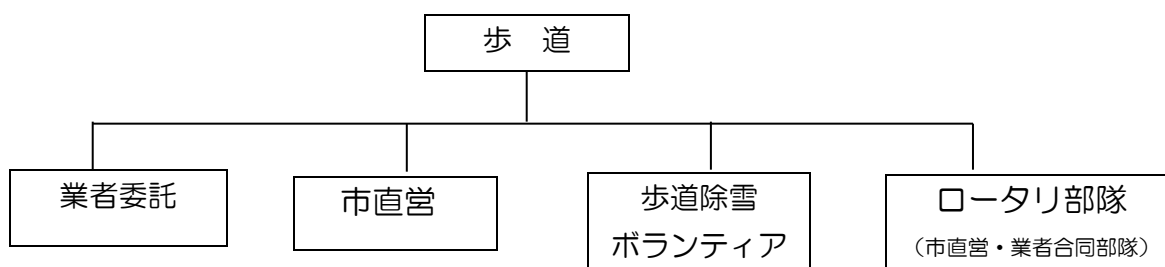 歩　道
業者委託
市直営
歩道除雪
ボランティア
ロータリ部隊
（市直営・業者合同部隊）